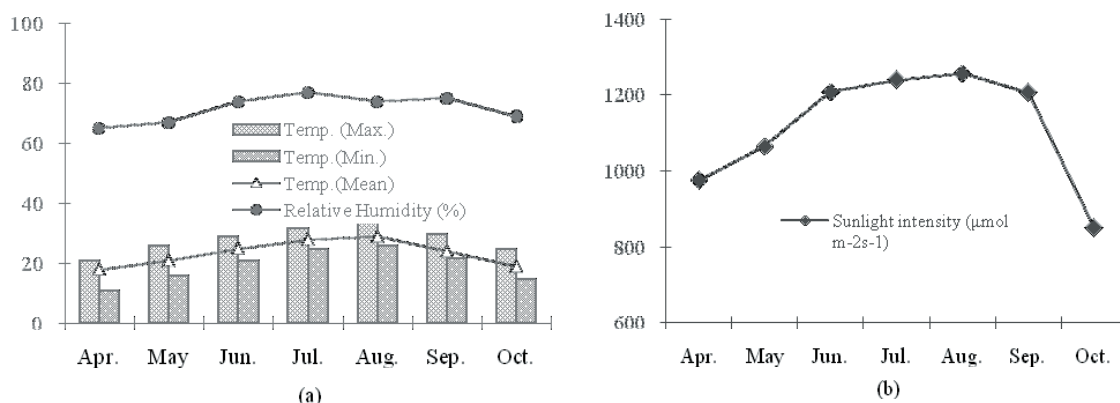 100
80
60
40
20
0
Temp. (Max.)
Temp. (Min.)
Temp. (Mean)
Relative Humidity (%)
Apr. May Jun. Jul. Aug. Sep. Oct.
(a)
1400
1200
1000
800
600
Sunlight intensity (μmol
m-2s-1)
Apr. May Jun. Jul. Aug. Sep. Oct.
(b)